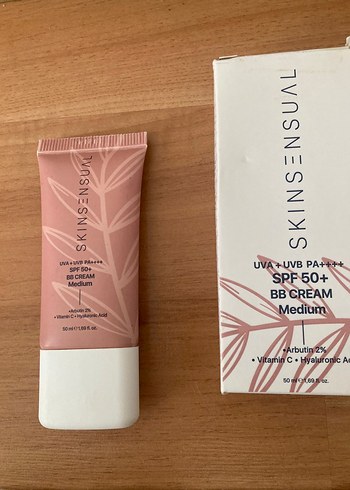 SKINSENSUAL
UVA + UVB PA++++
SPF 50+
BB CREAM
Medium
•Arbutin 2%
• Vitamin C • Hyaluronic Acid
50 ml ℮ 1,69 fl. oz.
SKINSENSUAL
UVA + UVB PA++++
SPF 50+
BB CREAM
Medium
•Arbutin 2%
• Vitamin C • Hyaluronic
50 ml ℮ 1,69 fl. oz.